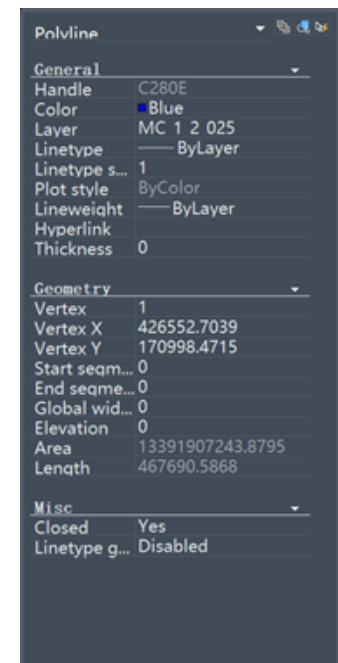 Polyline
General
Handle C280E
Color Blue
Layer MC 1 2 025
Linetype ByLayer
Linetype s... 1
Plot style ByColor
Lineweight ByLayer
Hyperlink
Thickness 0
Geometry
Vertex 1
Vertex X 426552.7039
Vertex Y 170998.4715
Start segm... 0
End segme... 0
Global wid... 0
Elevation 0
Area 13391907243.8795
Length 467690.5868
Misc
Closed Yes
Linetype g... Disabled